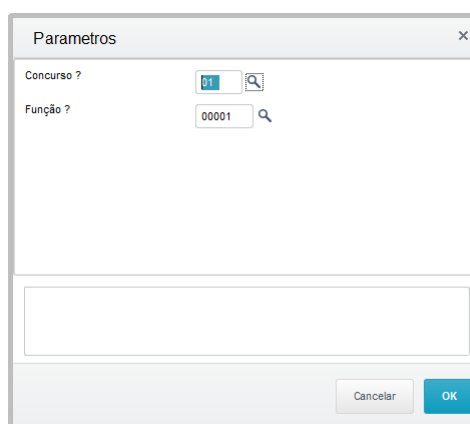 Parametros ×
Concurso ? 01
Função ? 00001
Cancelar OK